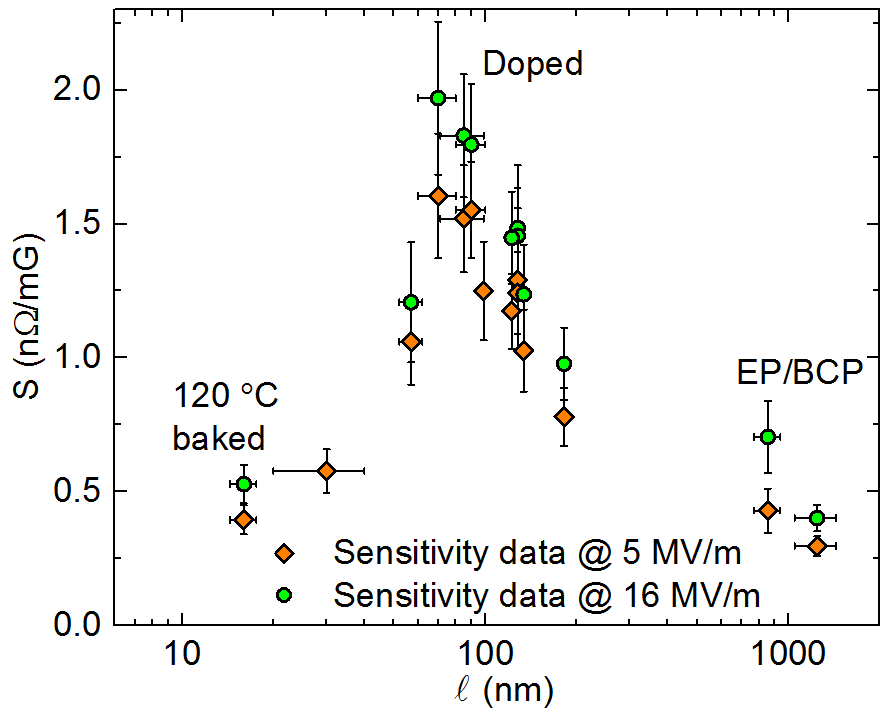 Doped
EP/BCP
120 °C
baked
Sensitivity data @ 5 MV/m
Sensitivity data @ 16 MV/m
S (nΩ/mG)
2.0
1.5
1.0
0.5
0.0
10
100
1000
ℓ (nm)